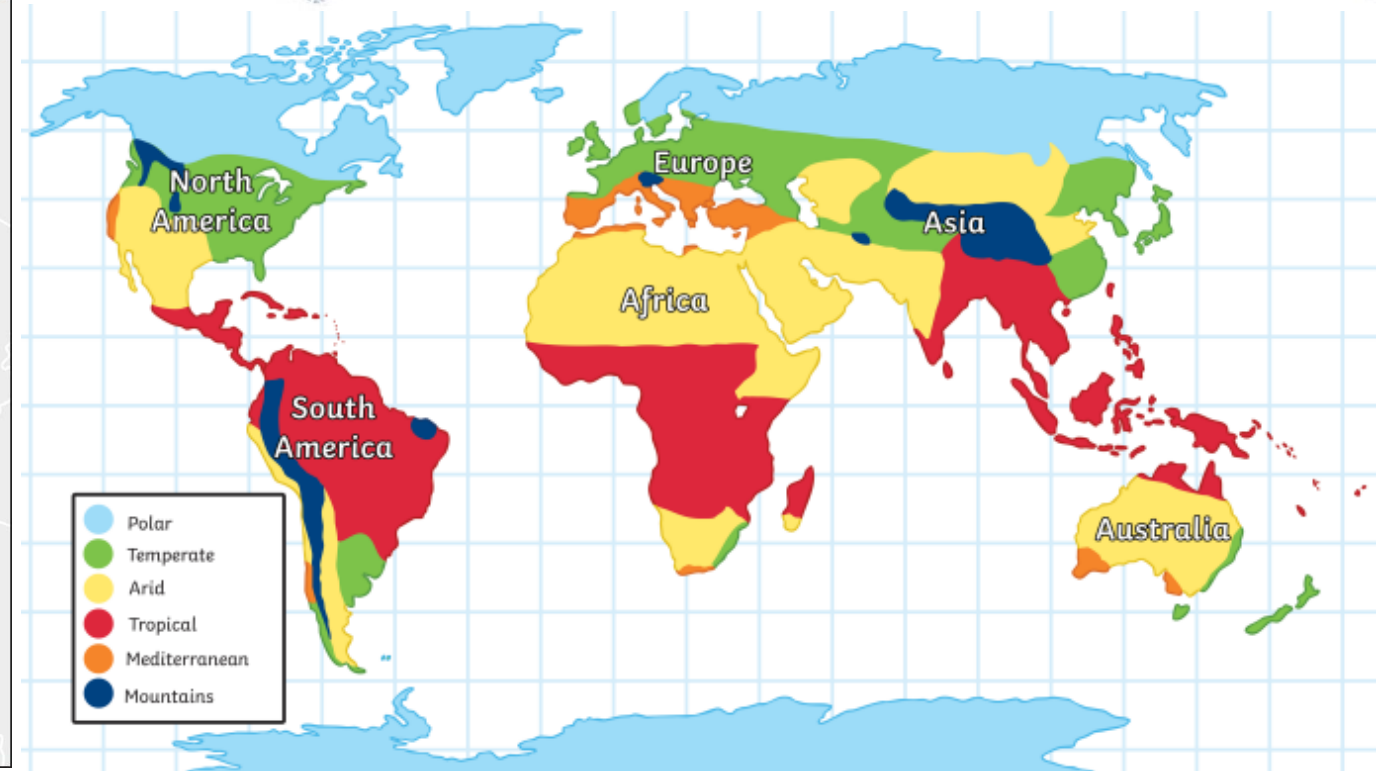 North
America
Europe
Asia
Africa
South
America
Australia
Polar
Temperate
Arid
Tropical
Mediterranean
Mountains